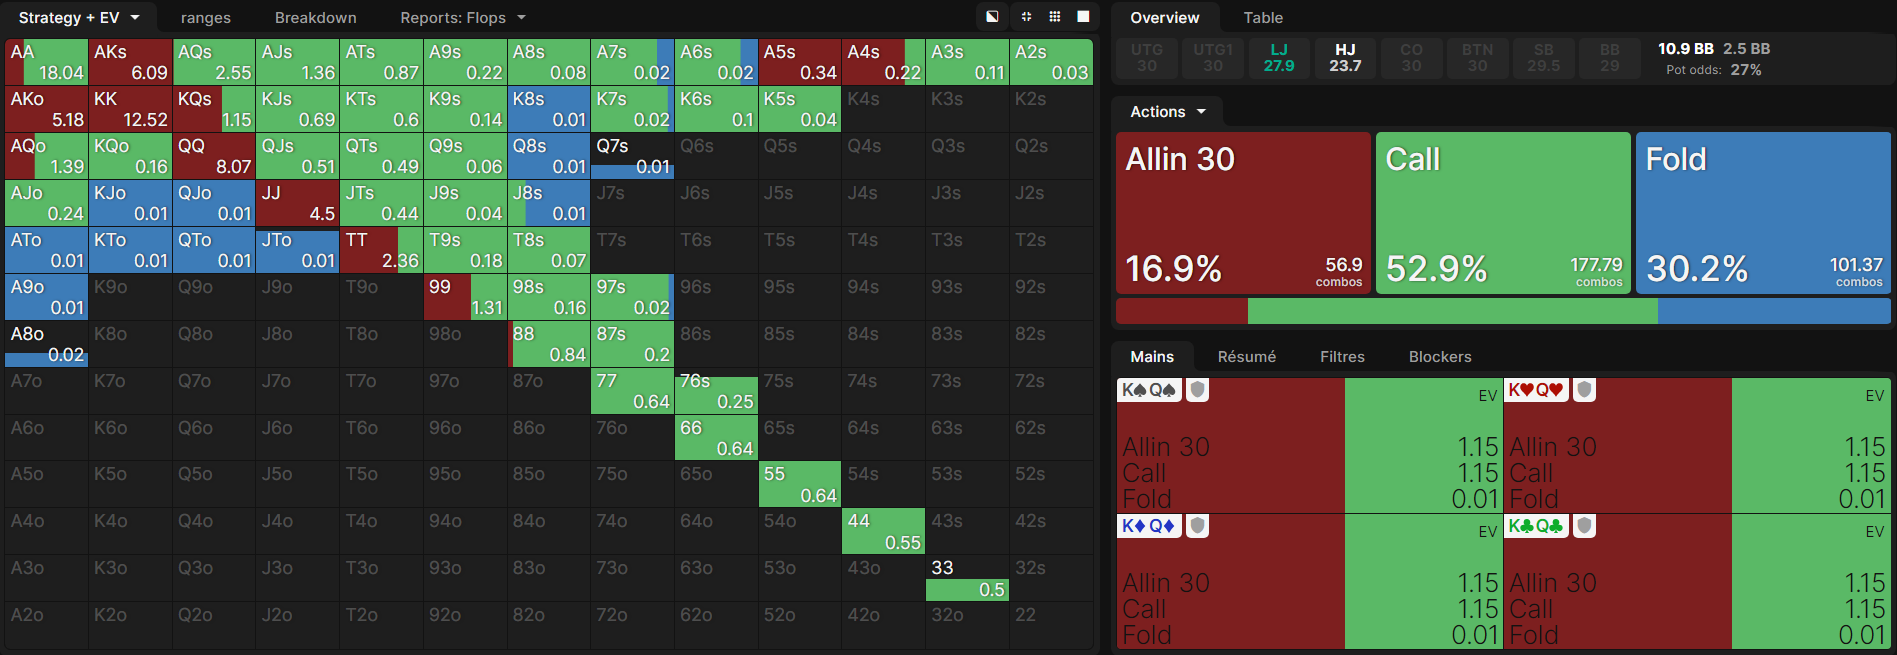 Strategy + EV ranges Breakdown Reports: Flops
AA AKs AQs AJs ATs A9s A8s A7s A6s A5s A4s A3s A2s
18.04 6.09 2.55 1.36 0.87 0.22 0.08 0.02 0.02 0.34 0.22 0.11 0.03
AKo KK KQs KJs KTs K9s K8s K7s K6s K5s K4s K3s K2s
5.18 12.52 1.15 0.69 0.6 0.14 0.01 0.02 0.1 0.04
AQo KQo QQ QJs QTs Q9s Q8s Q7s Q6s Q5s Q4s Q3s Q2s
1.39 0.16 8.07 0.51 0.49 0.06 0.01 0.01
AJo KJo QJo JJ JTs J9s J8s J7s J6s J5s J4s J3s J2s
0.24 0.01 0.01 4.5 0.44 0.04 0.01
ATo KTo QTo JTo TT T9s T8s T7s T6s T5s T4s T3s T2s
0.01 0.01 0.01 0.01 2.36 0.18 0.07
A9o K9o Q9o J9o T9o 99 98s 97s 96s 95s 94s 93s 92s
0.01 1.31 0.16 0.02
A8o K8o Q8o J8o T8o 98o 88 87s 86s 85s 84s 83s 82s
0.02 0.84 0.2
A7o K7o Q7o J7o T7o 97o 87o 77 76s 75s 74s 73s 72s
0.64 0.25
A6o K6o Q6o J6o T6o 96o 86o 76o 66 65s 64s 63s 62s
0.64
A5o K5o Q5o J5o T5o 95o 85o 75o 65o 55 54s 53s 52s
0.64
A4o K4o Q4o J4o T4o 94o 84o 74o 64o 54o 44 43s 42s
0.55
A3o K3o Q3o J3o T3o 93o 83o 73o 63o 53o 43o 33 32s
0.5
A2o K2o Q2o J2o T2o 92o 82o 72o 62o 52o 42o 32o 22
Overview Table
UTG UTG1 LJ HJ CO BTN SB BB
30 30 27.9 23.7 30 30 29.5 29
10.9 BB 2.5 BB
Pot odds: 27%
Actions
Allin 30 Call Fold
16.9% 56.9 combos 52.9% 177.79 combos 30.2% 101.37 combos
Mains Résumé Filtres Blockers
K♠Q♠ EV K♥Q♥ EV
Allin 30 1.15 Allin 30 1.15
Call 1.15 Call 1.15
Fold 0.01 Fold 0.01
K♦Q♦ EV K♣Q♣ EV
Allin 30 1.15 Allin 30 1.15
Call 1.15 Call 1.15
Fold 0.01 Fold 0.01